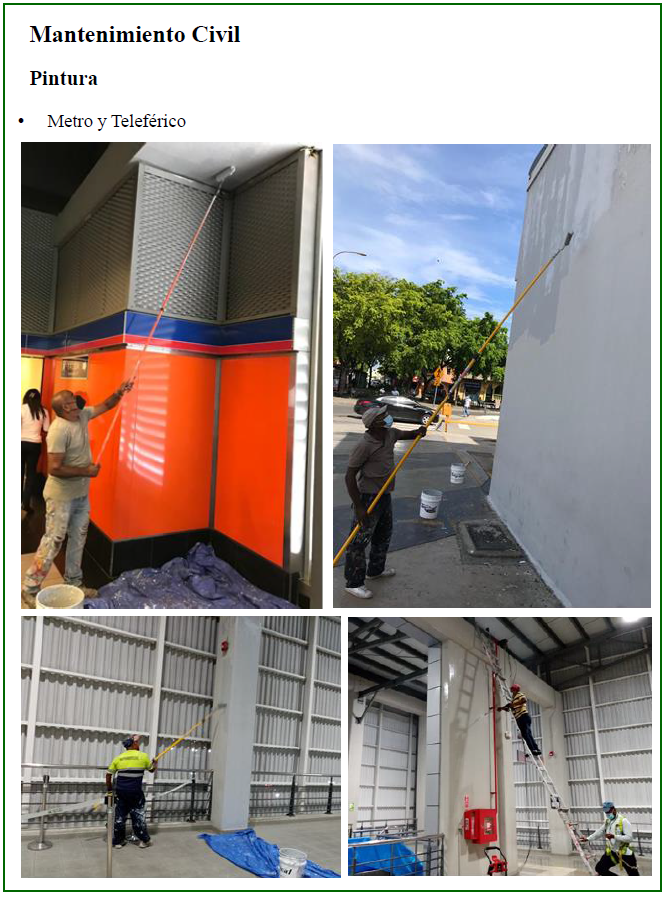 Mantenimiento Civil
Pintura
• Metro y Teleférico